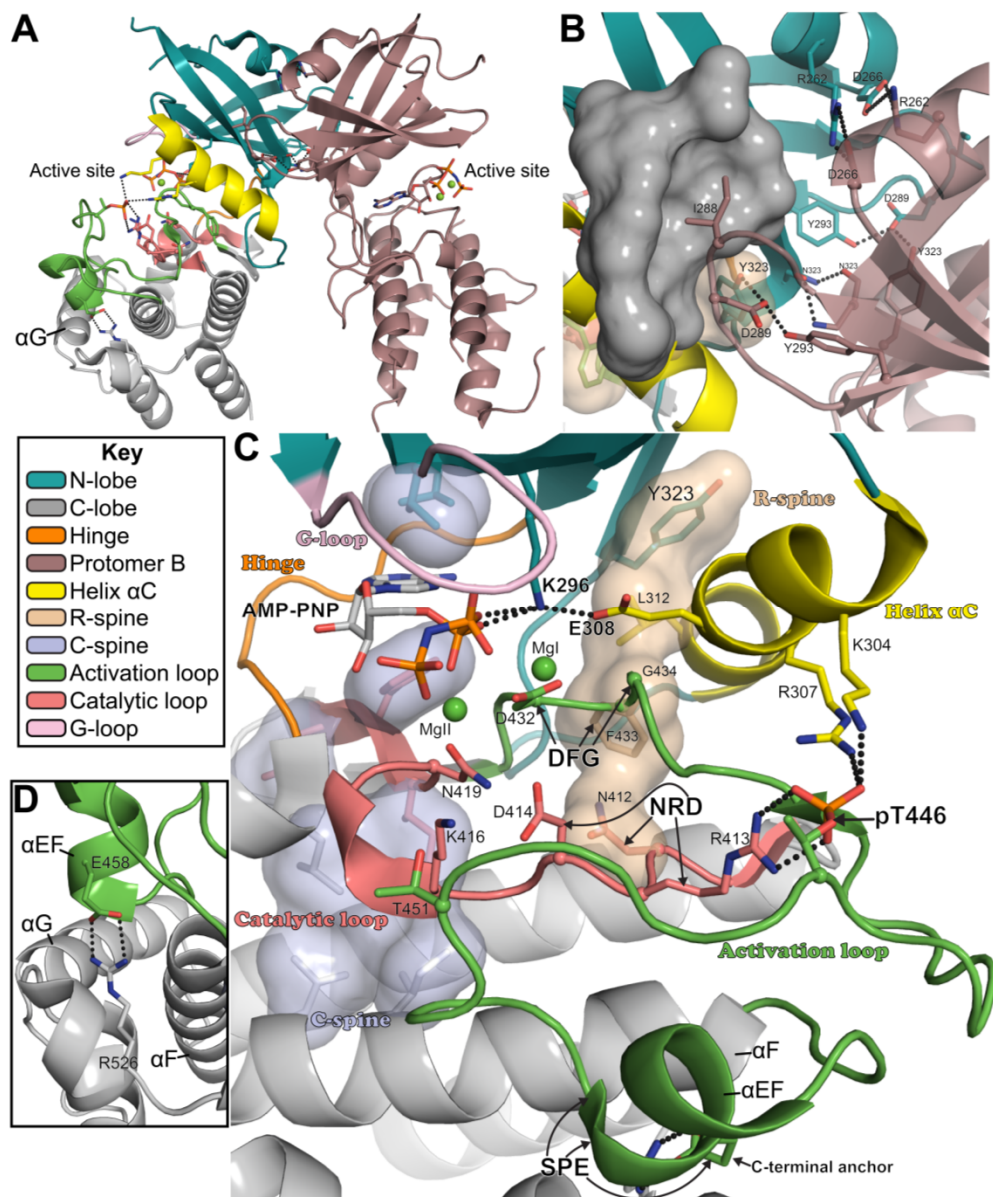 A
Active site
Active site
αG
B
R262
D266
R262
D266
I288
D289
Y293
Y323
Y323
N323
N323
D289
Y293
Key
N-lobe
C-lobe
Hinge
Protomer B
Helix αC
R-spine
C-spine
Activation loop
Catalytic loop
G-loop
C
Y323
R-spine
G-loop
Hinge
K296
AMP-PNP
L312
E308
Helix αC
MgI
K304
G434
R307
MgII
D432
F433
DFG
N419
N412
D414
NRD
pT446
K416
R413
T451
Catalytic loop
Activation loop
C-spine
αF
αEF
SPE
C-terminal anchor
D
αEF
E458
αG
R526
αF